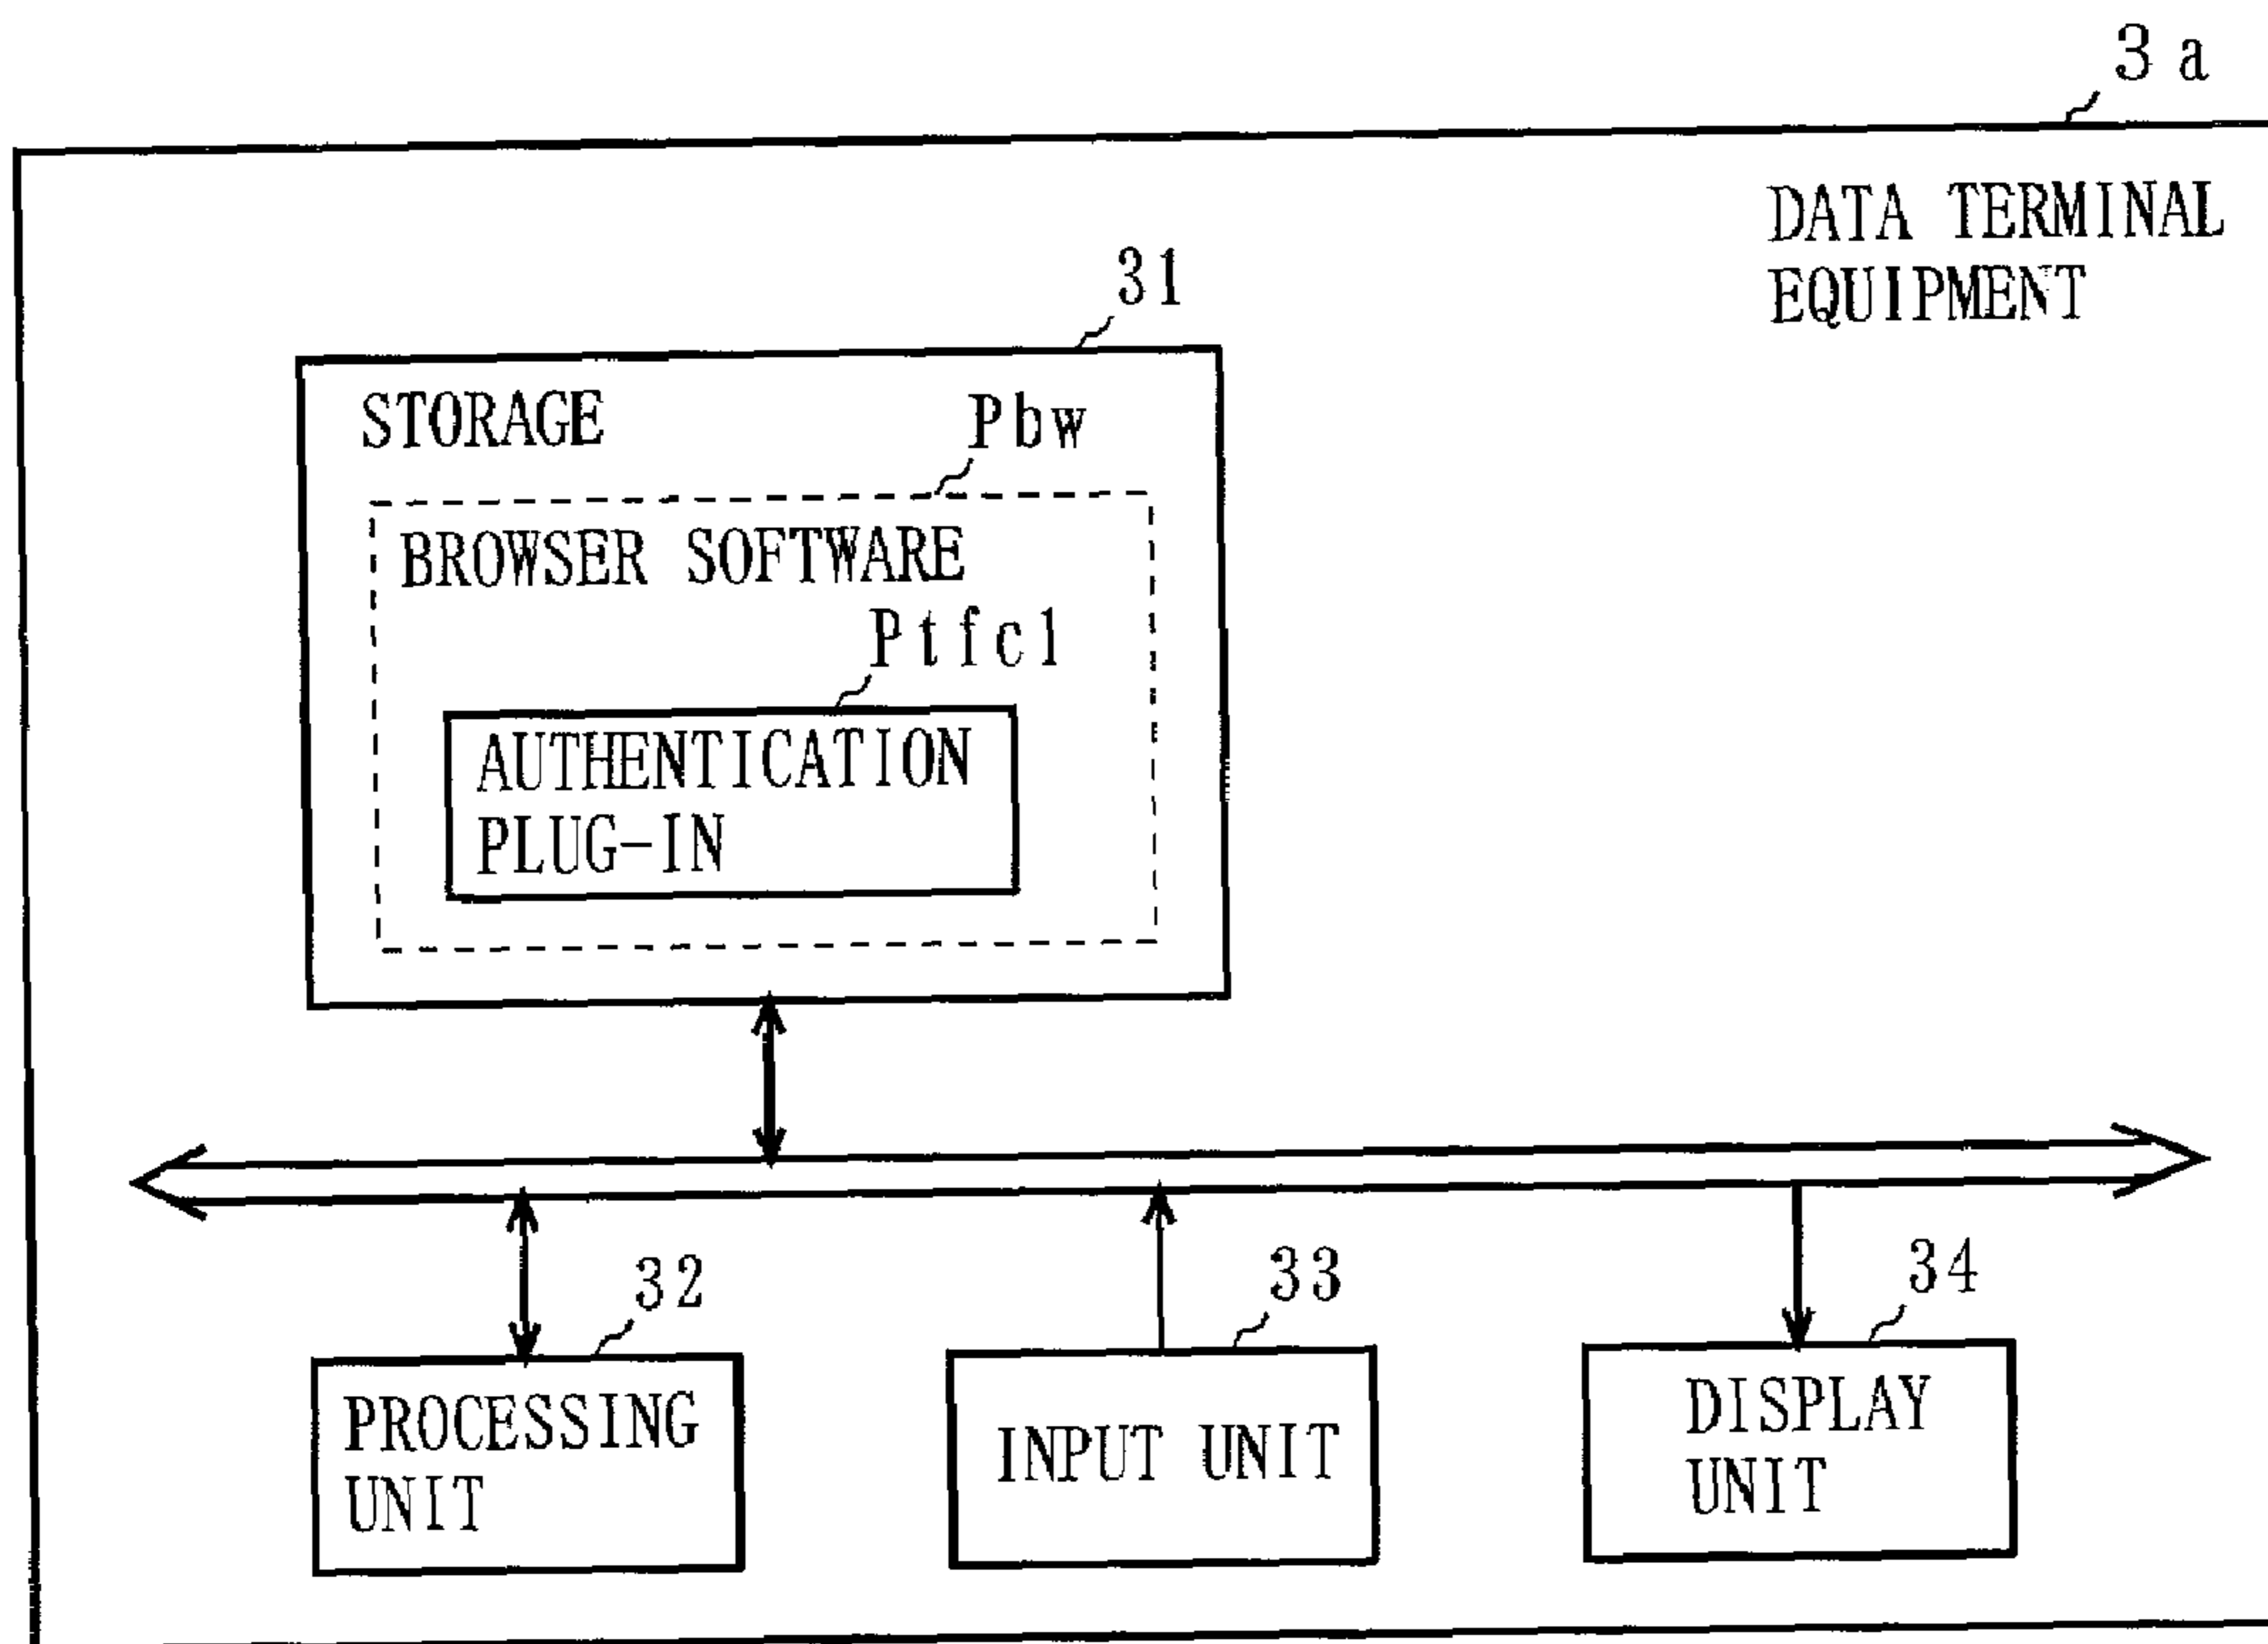 3a
DATA TERMINAL
EQUIPMENT
31
STORAGE
Pbw
BROWSER SOFTWARE
Ptfc1
AUTHENTICATION
PLUG-IN
32
33
34
PROCESSING
UNIT
INPUT UNIT
DISPLAY
UNIT